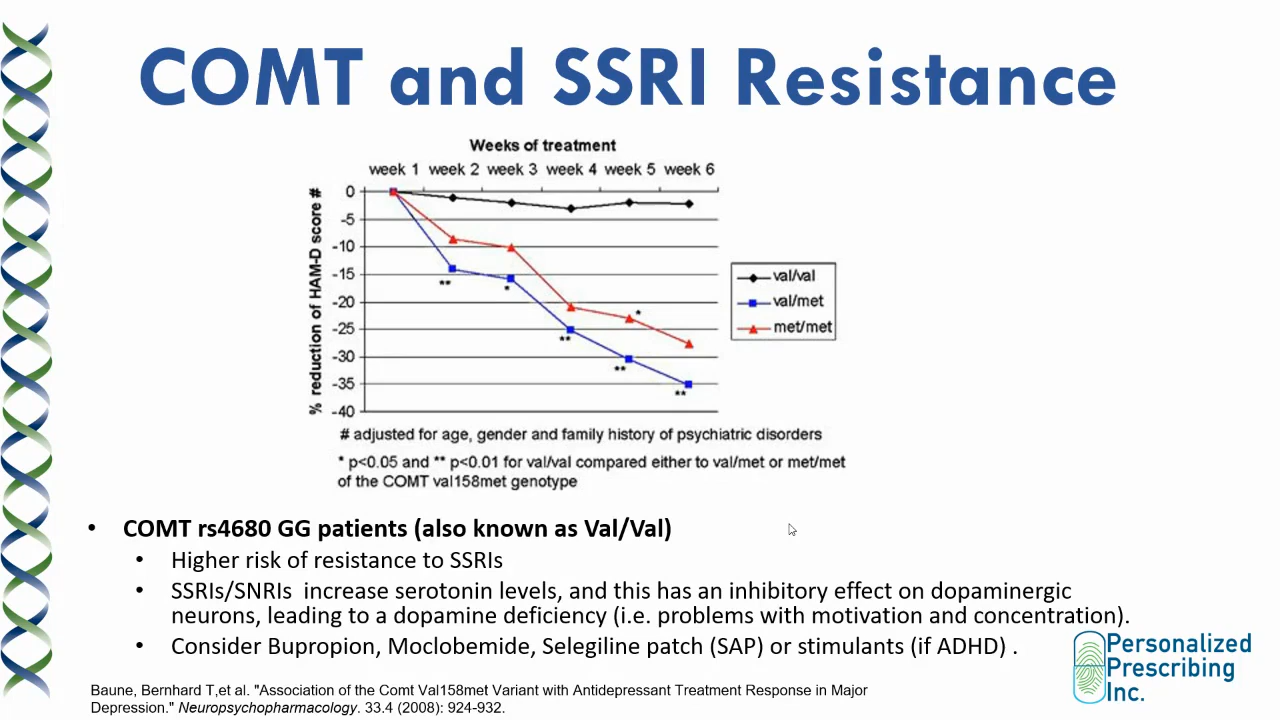 COMT and SSRI Resistance
Weeks of treatment
week 1 week 2 week 3 week 4 week 5 week 6
% reduction of HAM-D score #
0
-5
-10
-15
-20
-25
-30
-35
-40
**
*
**
**
*
**
val/val
val/met
met/met
# adjusted for age, gender and family history of psychiatric disorders
* p<0.05 and ** p<0.01 for val/val compared either to val/met or met/met
of the COMT val158met genotype
• COMT rs4680 GG patients (also known as Val/Val)
• Higher risk of resistance to SSRIs
• SSRIs/SNRIs increase serotonin levels, and this has an inhibitory effect on dopaminergic
neurons, leading to a dopamine deficiency (i.e. problems with motivation and concentration).
• Consider Bupropion, Moclobemide, Selegiline patch (SAP) or stimulants (if ADHD) .
Personalized
Prescribing
Inc.
Baune, Bernhard T,et al. "Association of the Comt Val158met Variant with Antidepressant Treatment Response in Major
Depression." Neuropsychopharmacology. 33.4 (2008): 924-932.